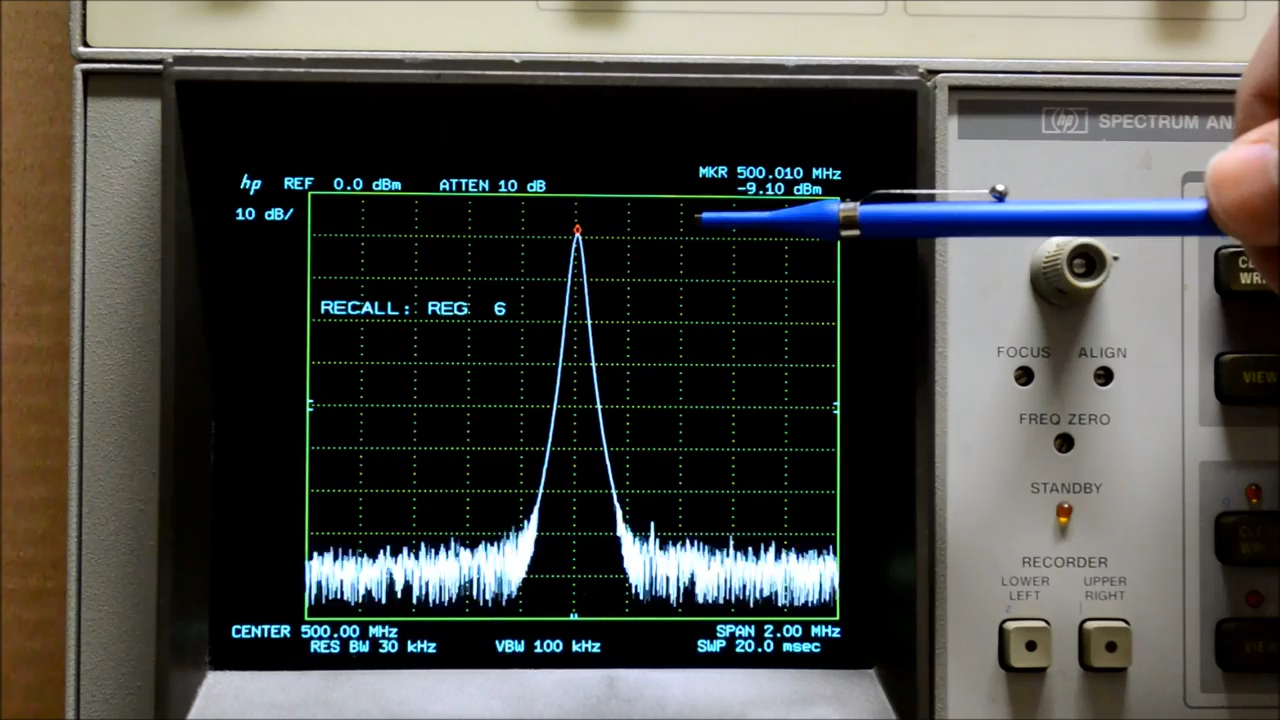 hp REF 0.0 dBm ATTEN 10 dB MKR 500.010 MHz
-9.10 dBm
10 dB/
RECALL: REG 6
CENTER 500.00 MHz SPAN 2.00 MHz
RES BW 30 kHz VBW 100 kHz SWP 20.0 msec
hp SPECTRUM AN
FOCUS ALIGN
FREQ ZERO
STANDBY
RECORDER
LOWER LEFT
UPPER RIGHT
VIEW